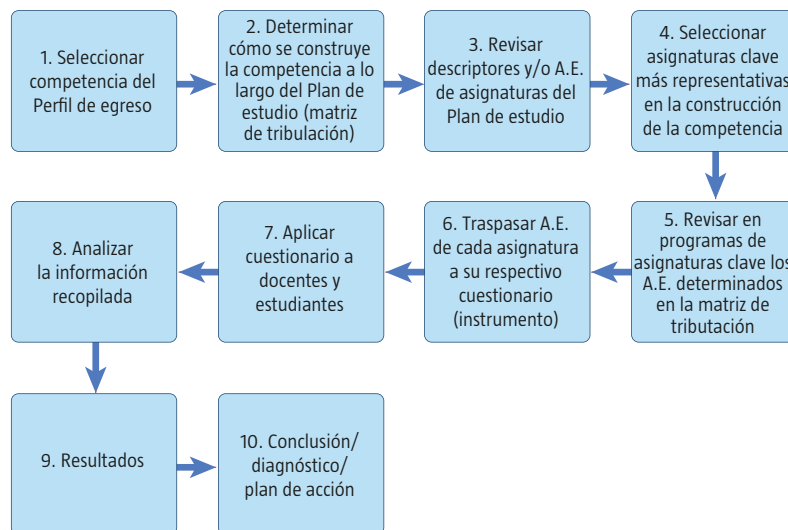 1. Seleccionar
competencia del
Perfil de egreso
2. Determinar
cómo se construye
la competencia a lo
largo del Plan de
estudio (matriz
de tribulación)
3. Revisar
descriptores y/o A.E.
de asignaturas del
Plan de estudio
4. Seleccionar
asignaturas clave
más representativas
en la construcción
de la competencia
5. Revisar en
programas de
asignaturas clave los
A.E. determinados
en la matriz de
tributación
6. Traspasar A.E.
de cada asignatura
a su respectivo
cuestionario
(instrumento)
7. Aplicar
cuestionario a
docentes y
estudiantes
8. Analizar
la información
recopilada
9. Resultados
10. Conclusión/
diagnóstico/
plan de acción